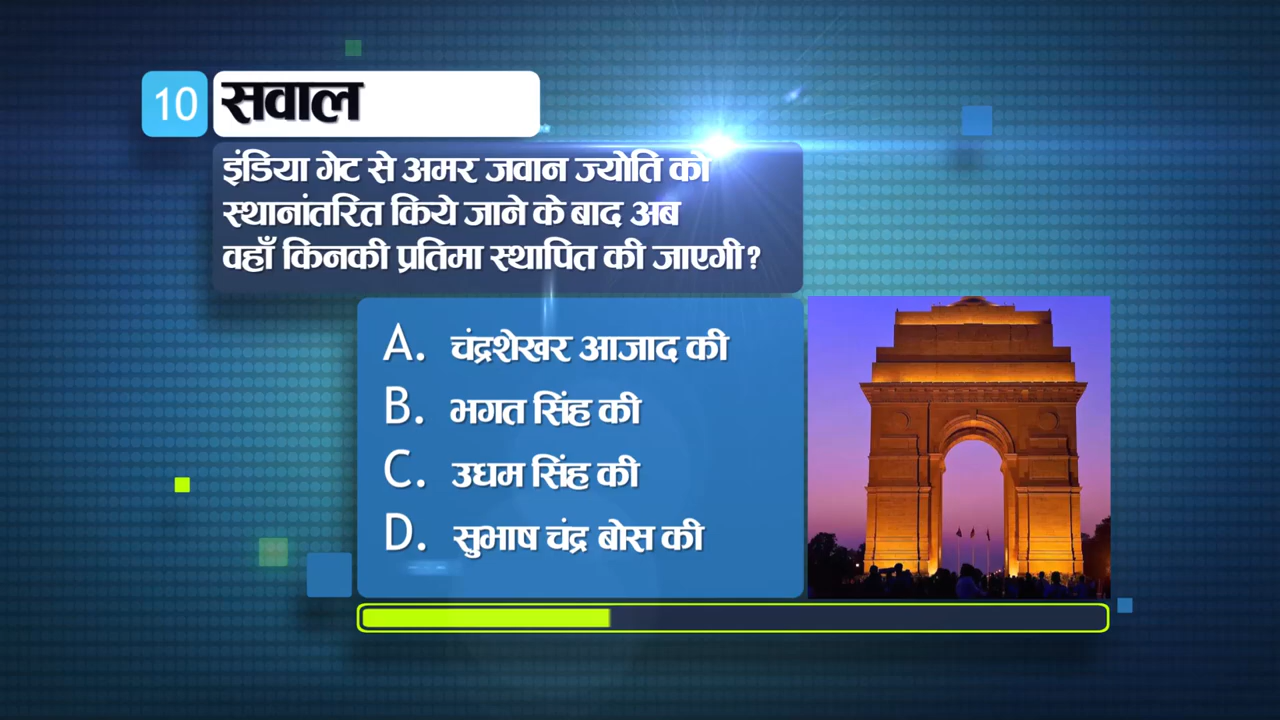 10 सवाल
इंडिया गेट से अमर जवान ज्योति को
स्थानांतरित किये जाने के बाद अब
वहाँ किनकी प्रतिमा स्थापित की जाएगी?
A. चंद्रशेखर आजाद की
B. भगत सिंह की
C. उधम सिंह की
D. सुभाष चंद्र बोस की